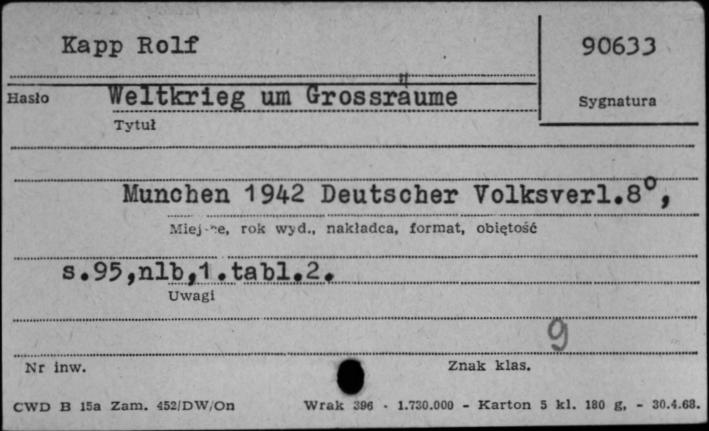 Kapp Rolf
90633
Hasło Weltkrieg um Grossräume
Sygnatura
Tytuł
Munchen 1942 Deutscher Volksverl.8°,
Miejsce, rok wyd., nakładca, format, objętość
s.95,nlb,1.tabl.2.
Uwagi
9
Nr inw. Znak klas.
CWD B 15a Zam. 452/DW/On Wrak 396 - 1.730.000 - Karton 5 kl. 180 g, - 30.4.68.